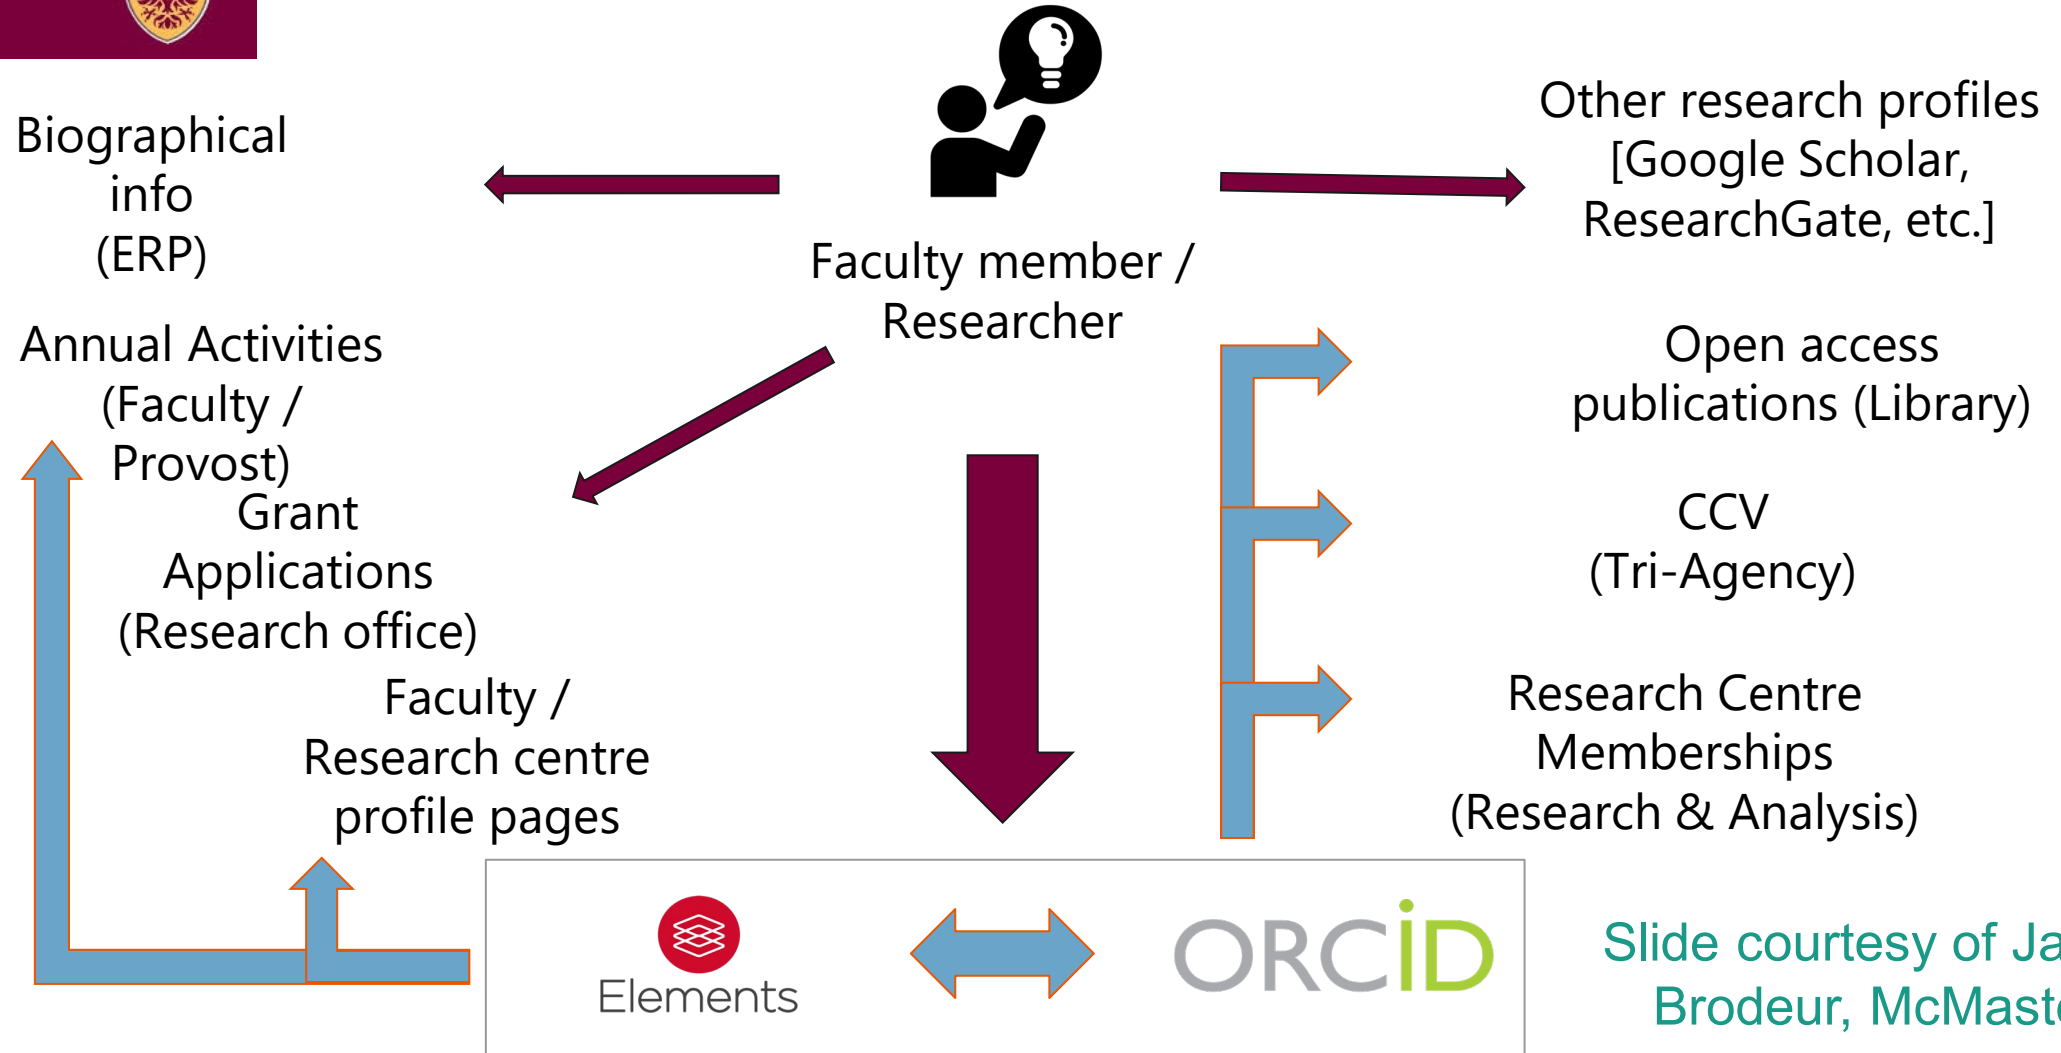 Biographical
info
(ERP)
Faculty member /
Researcher
Other research profiles
[Google Scholar,
ResearchGate, etc.]
Annual Activities
(Faculty /
Provost)
Grant
Applications
(Research office)
Faculty /
Research centre
profile pages
Open access
publications (Library)
CCV
(Tri-Agency)
Research Centre
Memberships
(Research & Analysis)
Elements
ORCiD
Slide courtesy of Ja
Brodeur, McMast